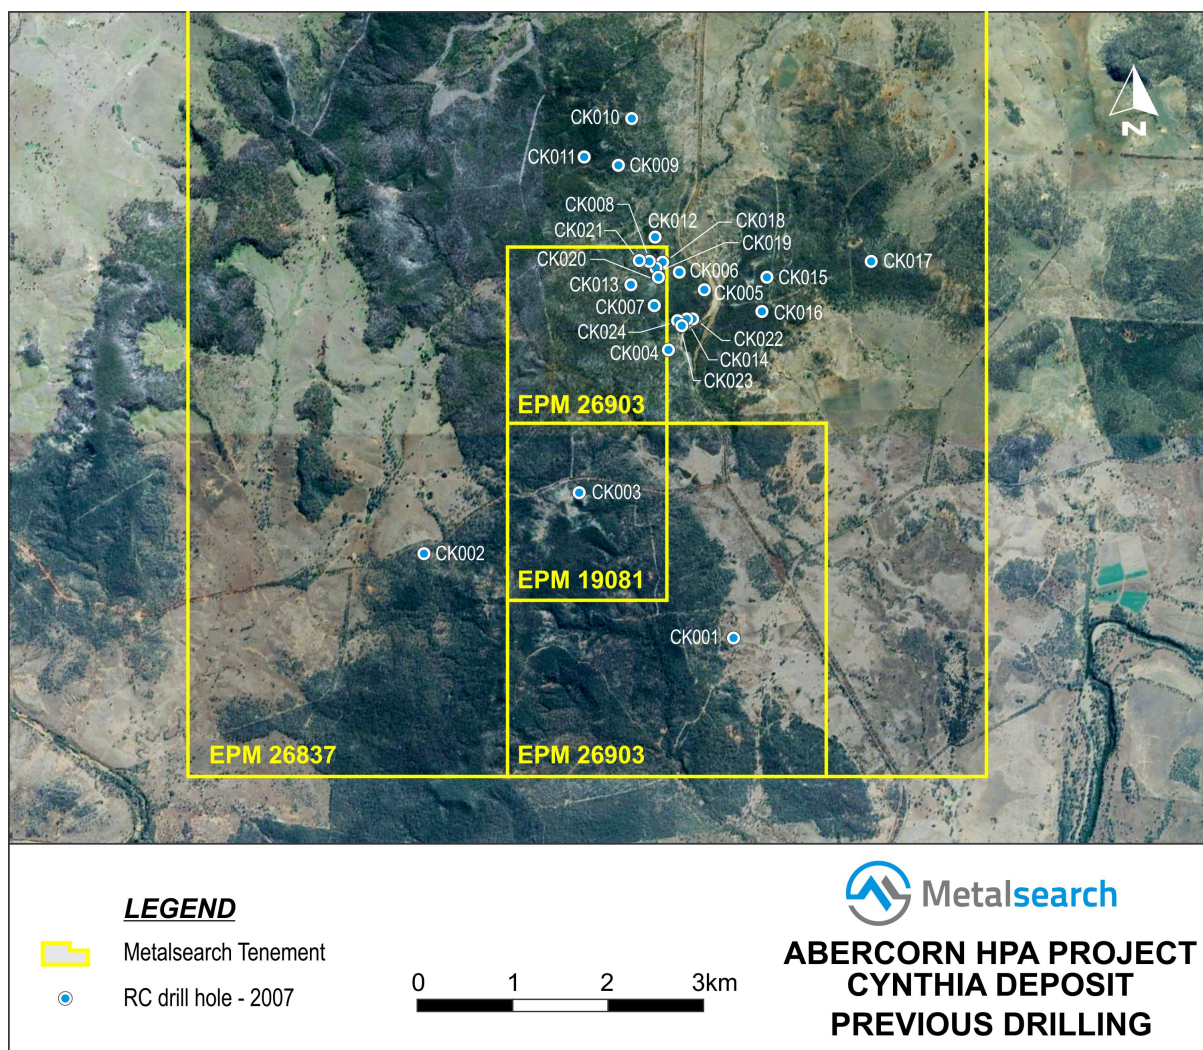 CK010
N
CK011
CK009
CK008
CK012
CK018
CK021
CK019
CK020
CK006
CK017
CK013
CK015
CK005
CK007
CK016
CK024
CK022
CK004
CK014
CK023
EPM 26903
CK003
CK002
EPM 19081
CK001
EPM 26837
EPM 26903
LEGEND
Metalsearch Tenement
RC drill hole - 2007
0 1 2 3km
Metalsearch
ABERCORN HPA PROJECT
CYNTHIA DEPOSIT
PREVIOUS DRILLING